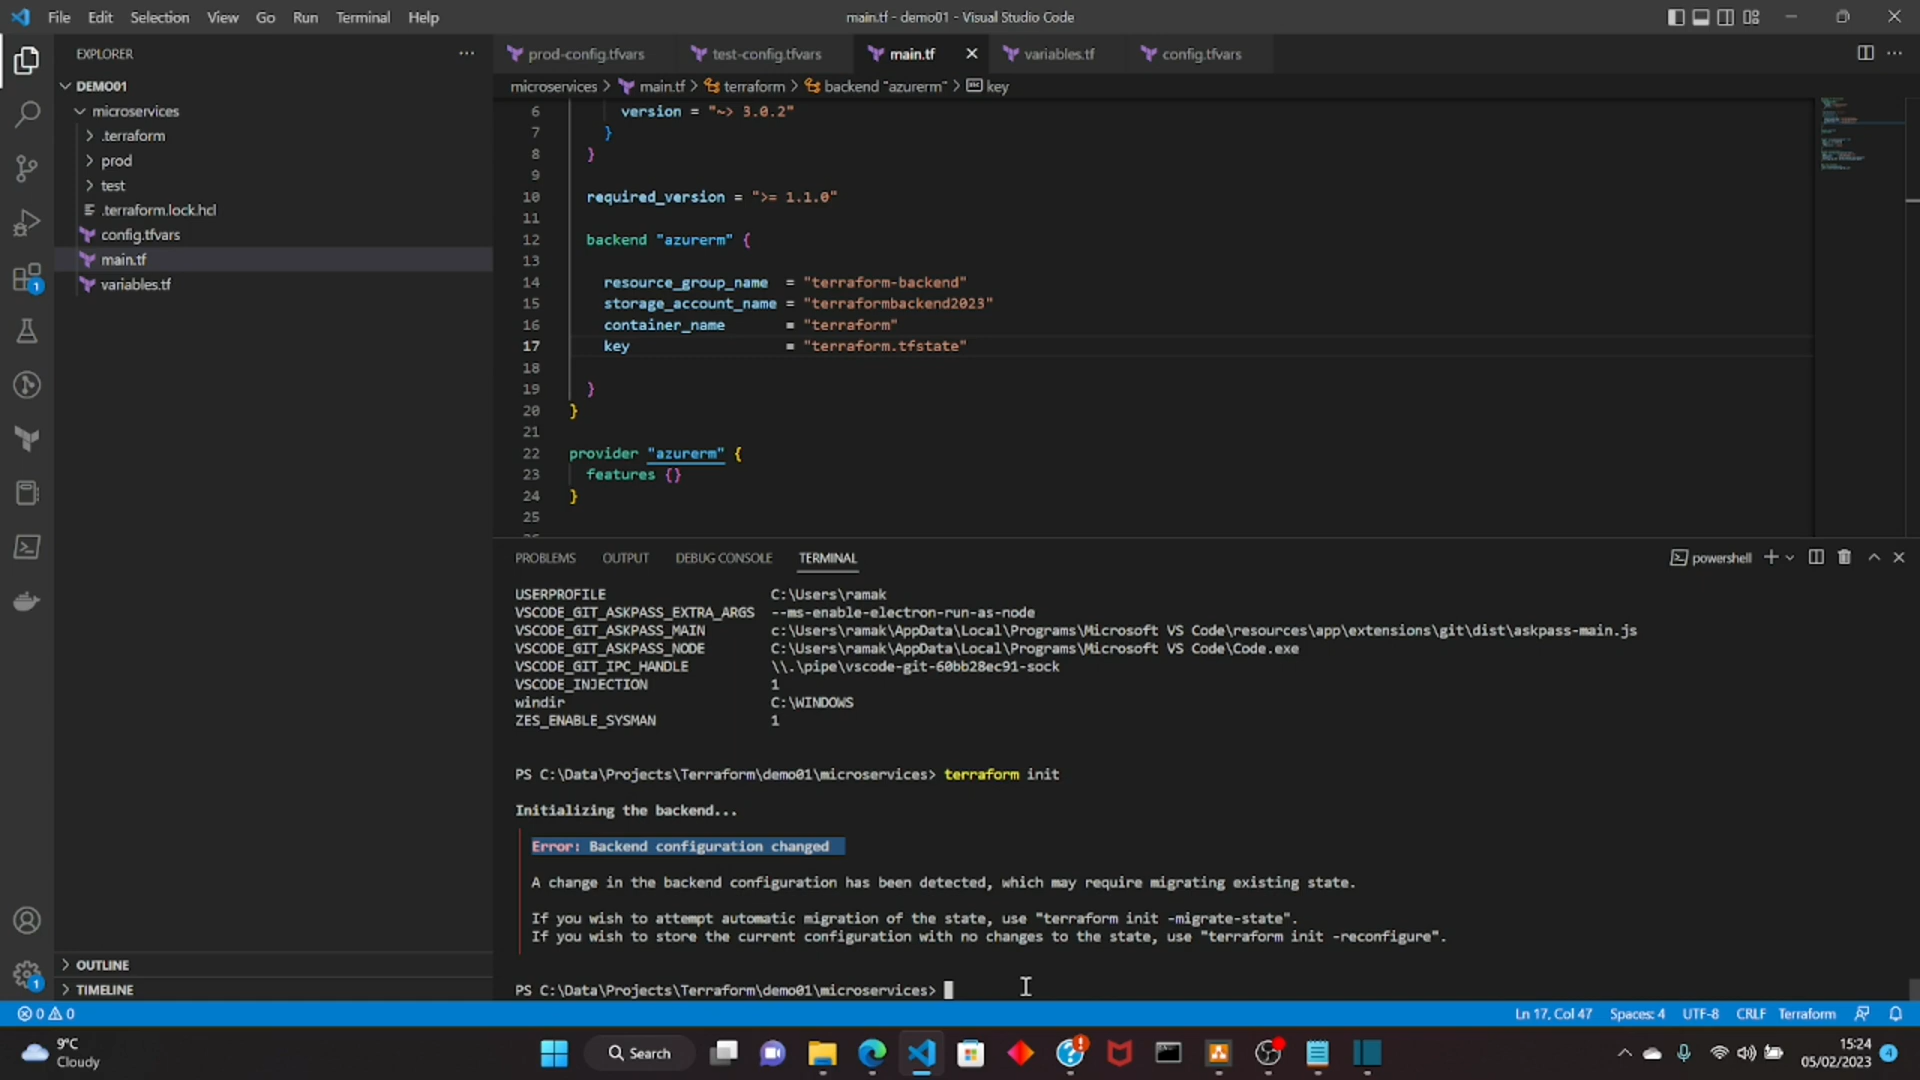 File Edit Selection View Go Run Terminal Help
main.tf - demo01 - Visual Studio Code
EXPLORER
prod-config.tfvars test-config.tfvars main.tf variables.tf config.tfvars
DEMO01
microservices > main.tf > terraform > backend "azurerm" > key
microservices
.terraform
prod
test
.terraform.lock.hcl
config.tfvars
main.tf
variables.tf
6 version = "~> 3.0.2"
7 }
8 }
9
10 required_version = ">= 1.1.0"
11
12 backend "azurerm" {
13
14 resource_group_name = "terraform-backend"
15 storage_account_name = "terraformbackend2023"
16 container_name = "terraform"
17 key = "terraform.tfstate"
18
19 }
20 }
21
22 provider "azurerm" {
23 features {}
24 }
25
PROBLEMS OUTPUT DEBUG CONSOLE TERMINAL
powershell
USERPROFILE C:\Users\ramak
VSCODE_GIT_ASKPASS_EXTRA_ARGS --ms-enable-electron-run-as-node
VSCODE_GIT_ASKPASS_MAIN c:\Users\ramak\AppData\Local\Programs\Microsoft VS Code\resources\app\extensions\git\dist\askpass-main.js
VSCODE_GIT_ASKPASS_NODE C:\Users\ramak\AppData\Local\Programs\Microsoft VS Code\Code.exe
VSCODE_GIT_IPC_HANDLE \\.\pipe\vscode-git-60bb28ec91-sock
VSCODE_INJECTION 1
windir C:\WINDOWS
ZES_ENABLE_SYSMAN 1
PS C:\Data\Projects\Terraform\demo01\microservices> terraform init
Initializing the backend...
Error: Backend configuration changed
A change in the backend configuration has been detected, which may require migrating existing state.
If you wish to attempt automatic migration of the state, use "terraform init -migrate-state".
If you wish to store the current configuration with no changes to the state, use "terraform init -reconfigure".
PS C:\Data\Projects\Terraform\demo01\microservices>
OUTLINE
TIMELINE
0 0
Ln 17, Col 47 Spaces: 4 UTF-8 CRLF Terraform
9°C
Cloudy
Search
15:24
05/02/2023
4
1
1